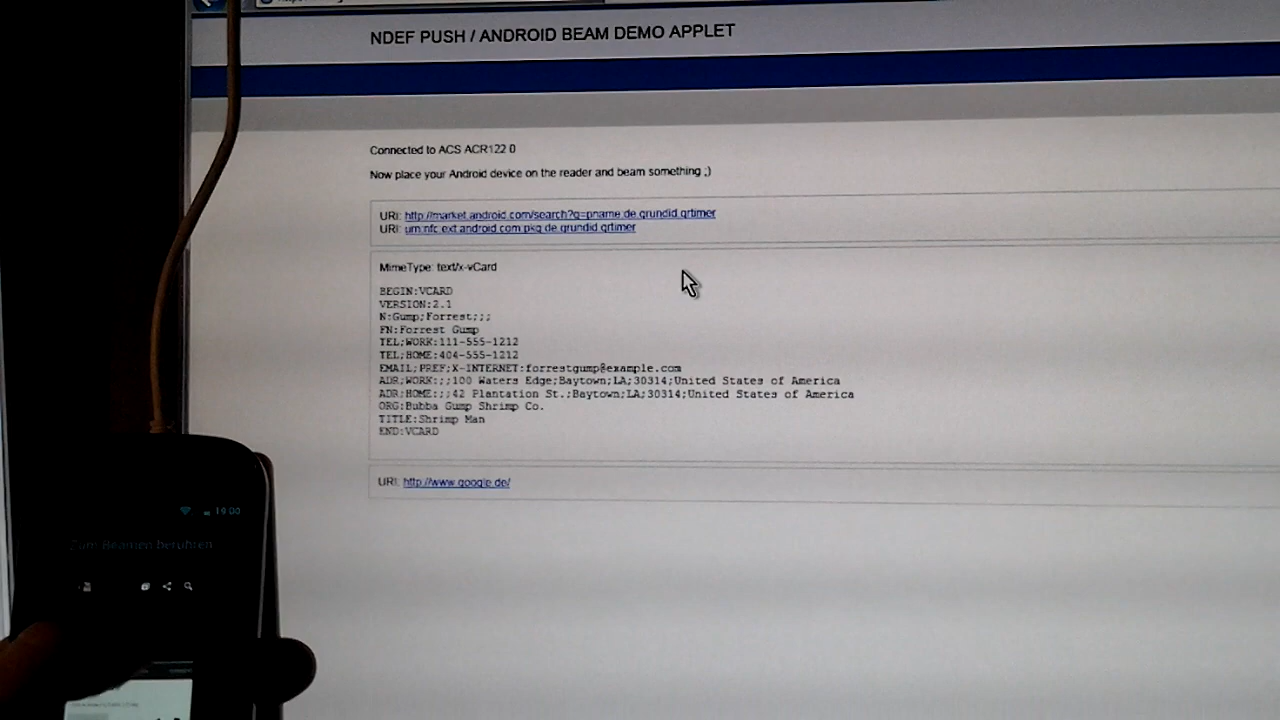 NDEF PUSH / ANDROID BEAM DEMO APPLET
Connected to ACS ACR122 0
Now place your Android device on the reader and beam something ;)
URI: http://market.android.com/search?q=pname:de.grundid.qrtimer
URI: urn:nfc:ext:android.com:pkg:de.grundid.qrtimer
MimeType: text/x-vCard
BEGIN:VCARD
VERSION:2.1
N:Gump;Forrest;;;
FN:Forrest Gump
TEL;WORK:111-555-1212
TEL;HOME:404-555-1212
EMAIL;PREF;X-INTERNET:forrestgump@example.com
ADR;WORK:;;100 Waters Edge;Baytown;LA;30314;United States of America
ADR;HOME:;;42 Plantation St.;Baytown;LA;30314;United States of America
ORG:Bubba Gump Shrimp Co.
TITLE:Shrimp Man
END:VCARD
URI: http://www.google.de/
19:00
Zum Beamen berühren